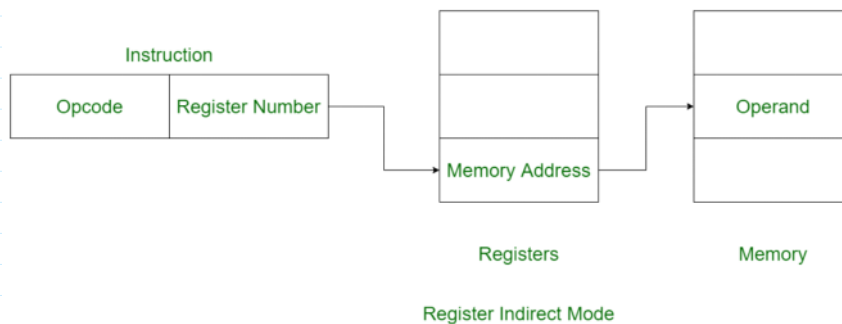 Instruction
Opcode
Register Number
Memory Address
Operand
Registers
Memory
Register Indirect Mode